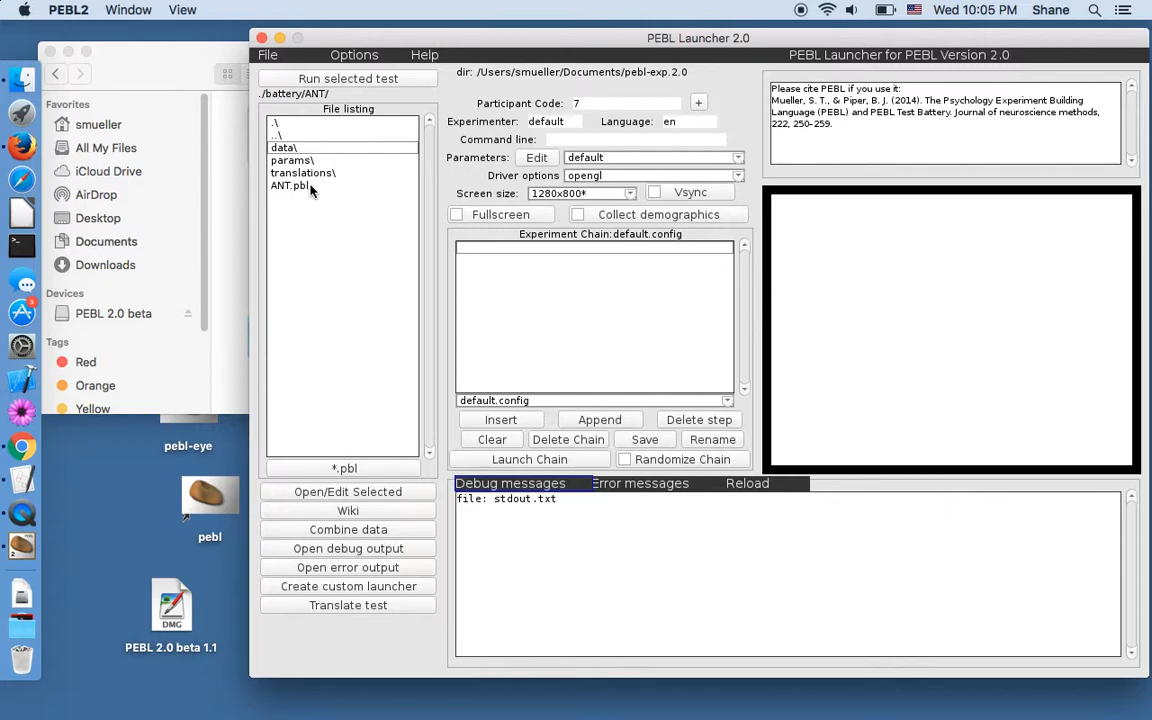 PEBL2 Window View Wed 10:05 PM Shane
PEBL Launcher 2.0
File Options Help PEBL Launcher for PEBL Version 2.0
Run selected test
./battery/ANT/
File listing
.\
..\
data\
params\
translations\
ANT.pbl
*.pbl
Open/Edit Selected
Wiki
Combine data
Open debug output
Open error output
Create custom launcher
Translate test
dir: /Users/smueller/Documents/pebl-exp.2.0
Participant Code: 7 +
Experimenter: default Language: en
Command line:
Parameters: Edit default
Driver options opengl
Screen size: 1280x800* Vsync
Fullscreen Collect demographics
Experiment Chain:default.config
default.config
Insert Append Delete step
Clear Delete Chain Save Rename
Launch Chain Randomize Chain
Debug messages Error messages Reload
file: stdout.txt
Please cite PEBL if you use it:
Mueller, S. T., & Piper, B. J. (2014). The Psychology Experiment Building
Language (PEBL) and PEBL Test Battery. Journal of neuroscience methods,
222, 250-259.
Favorites
smueller
All My Files
iCloud Drive
AirDrop
Desktop
Documents
Downloads
Devices
PEBL 2.0 beta
Tags
Red
Orange
Yellow
pebl-eye
pebl
DMG
PEBL 2.0 beta 1.1
3
2